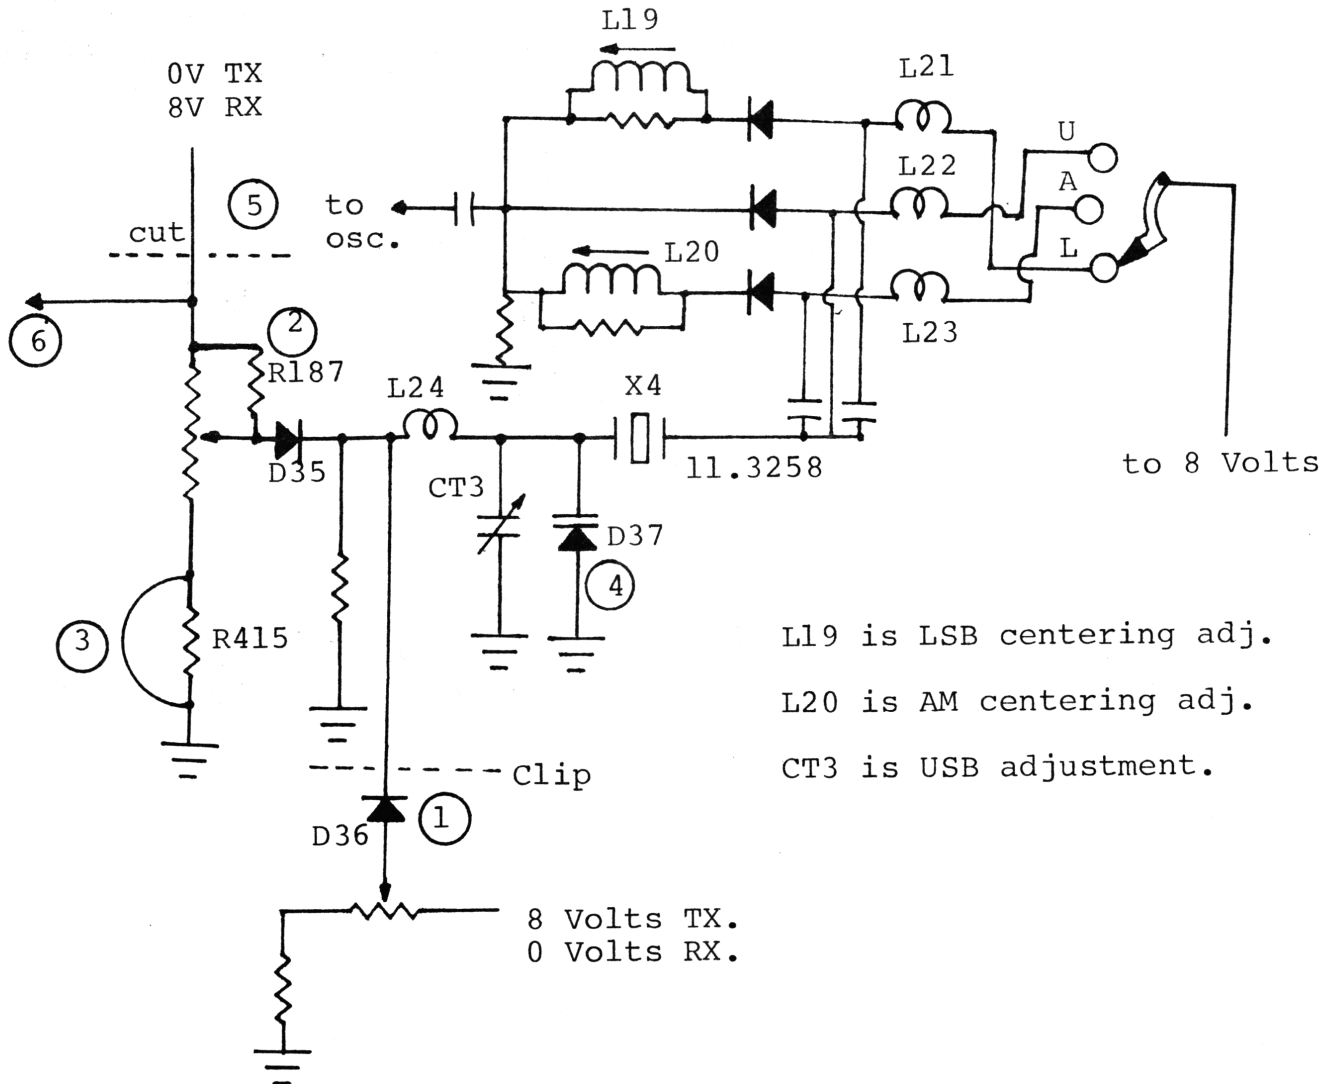 L19
0V TX
8V RX
L21
U
5
to
osc.
L22
A
cut
L20
L
6
2
L23
R187
L24
X4
D35
11.3258
to 8 Volts
CT3
D37
4
3
R415
L19 is LSB centering adj.
L20 is AM centering adj.
CT3 is USB adjustment.
Clip
1
D36
8 Volts TX.
0 Volts RX.